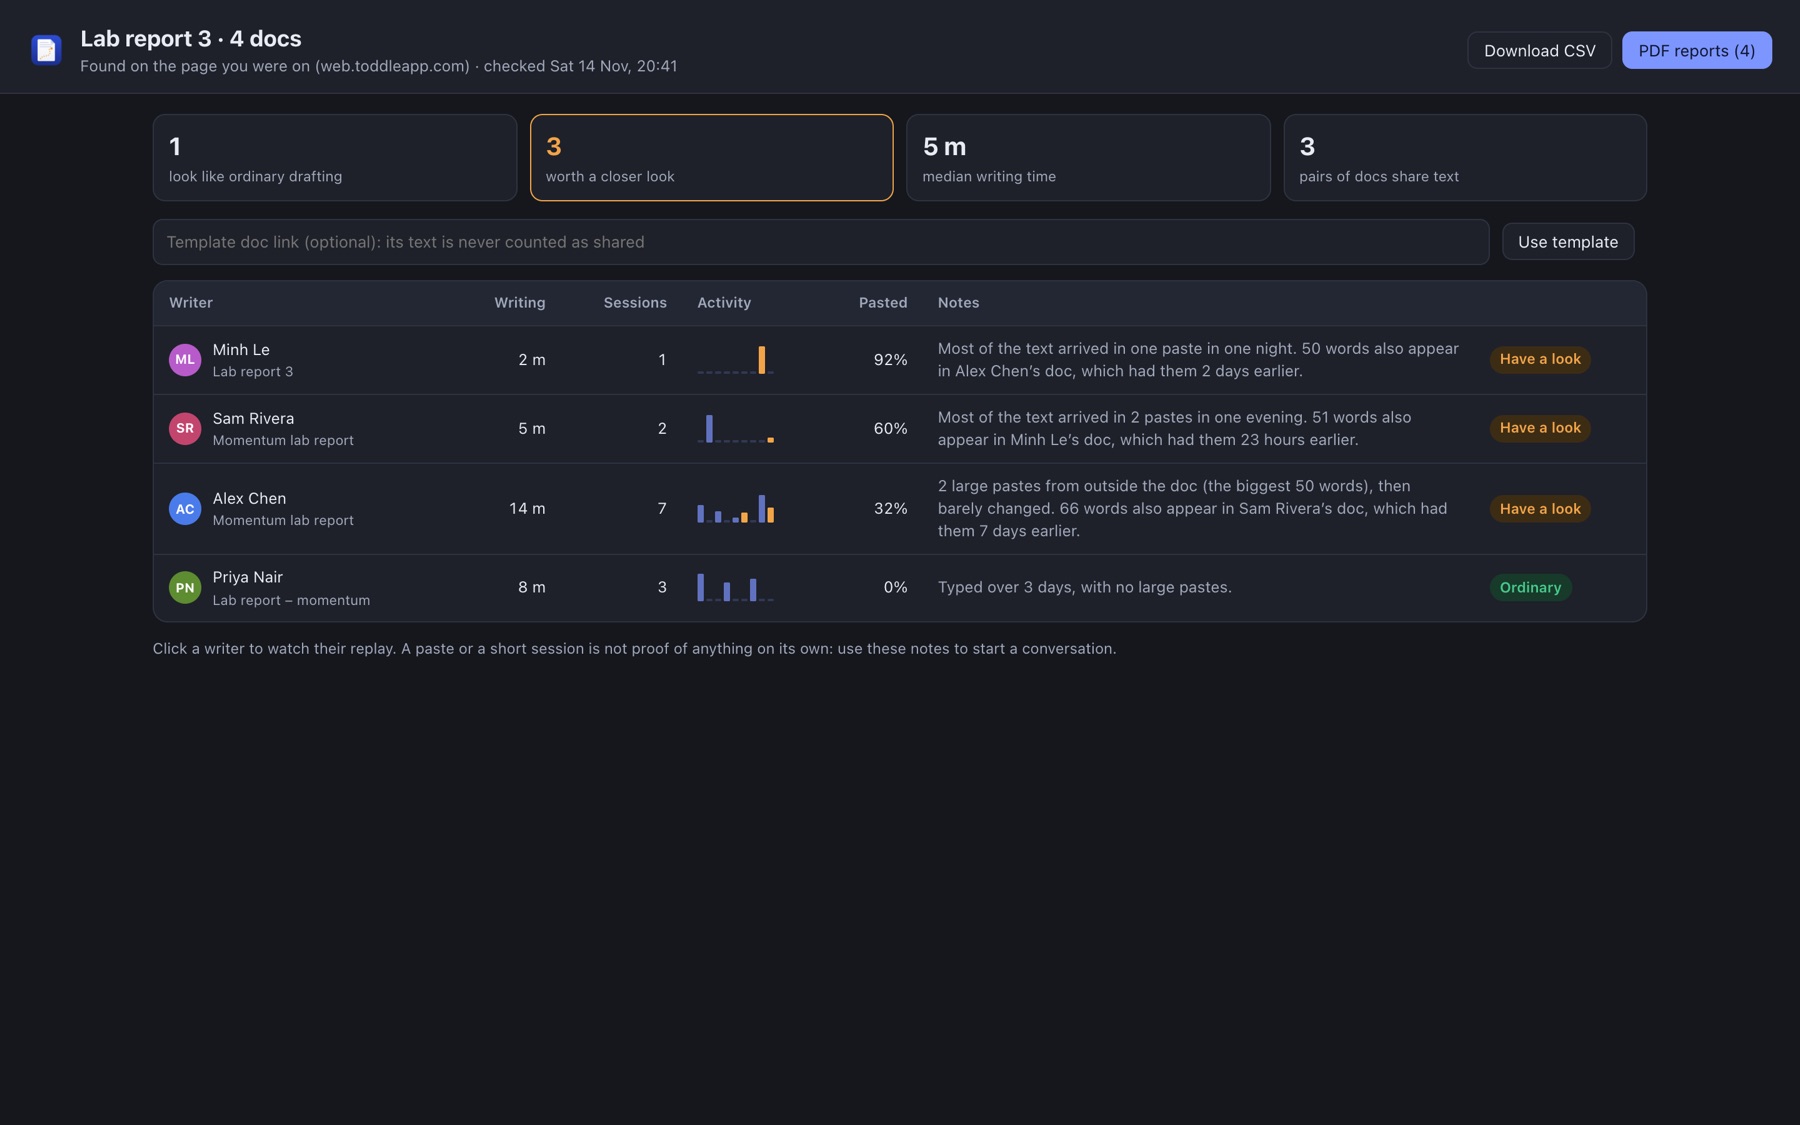 Lab report 3 · 4 docs
Found on the page you were on (web.toddleapp.com) · checked Sat 14 Nov, 20:41
Download CSV
PDF reports (4)
1
look like ordinary drafting
3
worth a closer look
5 m
median writing time
3
pairs of docs share text
Template doc link (optional): its text is never counted as shared
Use template
Writer Writing Sessions Activity Pasted Notes
ML
Minh Le
Lab report 3
2 m
1
92%
Most of the text arrived in one paste in one night. 50 words also appear
in Alex Chen’s doc, which had them 2 days earlier.
Have a look
SR
Sam Rivera
Momentum lab report
5 m
2
60%
Most of the text arrived in 2 pastes in one evening. 51 words also
appear in Minh Le’s doc, which had them 23 hours earlier.
Have a look
AC
Alex Chen
Momentum lab report
14 m
7
32%
2 large pastes from outside the doc (the biggest 50 words), then
barely changed. 66 words also appear in Sam Rivera’s doc, which had
them 7 days earlier.
Have a look
PN
Priya Nair
Lab report – momentum
8 m
3
0%
Typed over 3 days, with no large pastes.
Ordinary
Click a writer to watch their replay. A paste or a short session is not proof of anything on its own: use these notes to start a conversation.